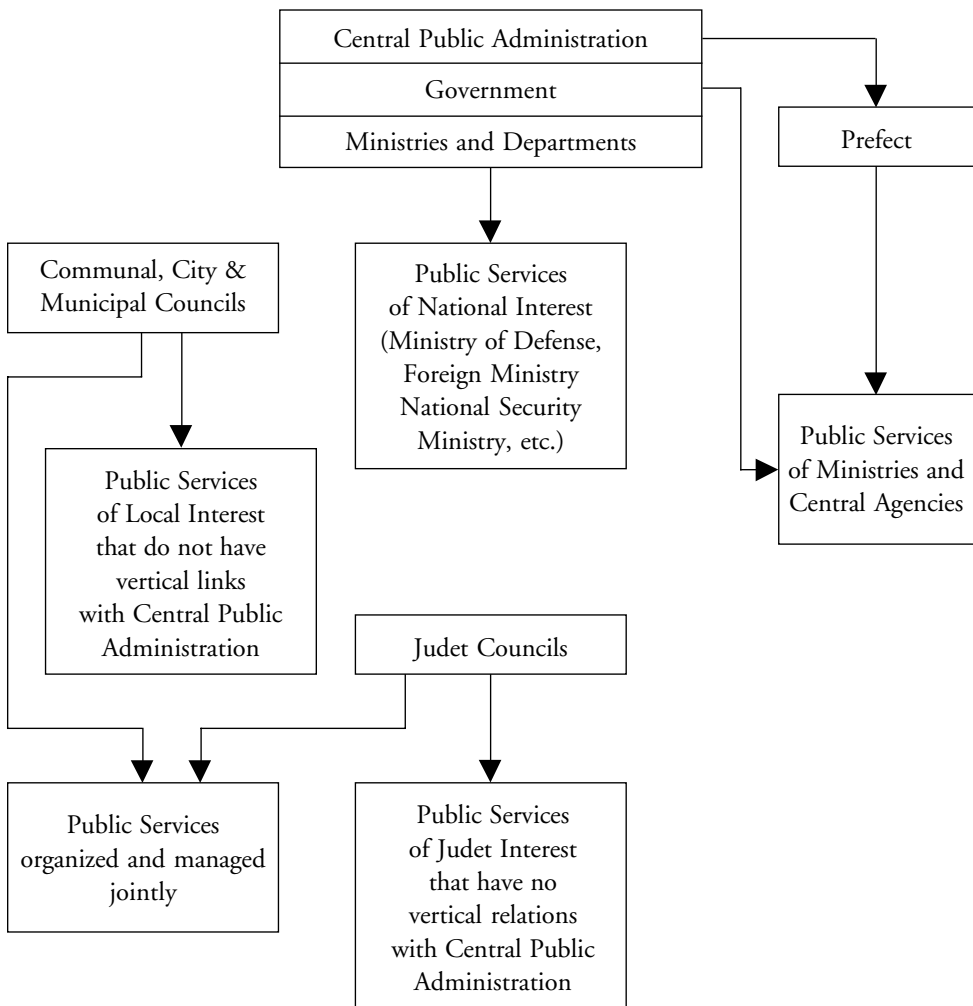 Central Public Administration
Government
Ministries and Departments
Prefect
Communal, City &
Municipal Councils
Public Services
of National Interest
(Ministry of Defense,
Foreign Ministry
National Security
Ministry, etc.)
Public Services
of Ministries and
Central Agencies
Public Services
of Local Interest
that do not have
vertical links
with Central Public
Administration
Judet Councils
Public Services
organized and managed
jointly
Public Services
of Judet Interest
that have no
vertical relations
with Central Public
Administration